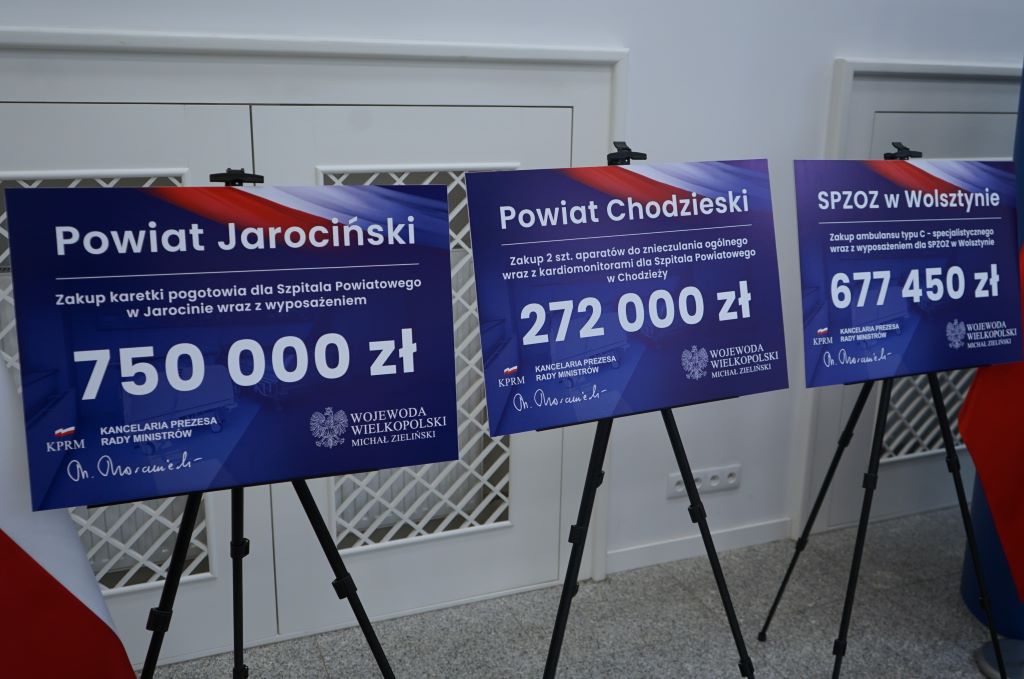 Powiat Jarociński
Zakup karetki pogotowia dla Szpitala Powiatowego
w Jarocinie wraz z wyposażeniem
750 000 zł
KPRM
KANCELARIA PREZESA
RADY MINISTRÓW
WOJEWODA
WIELKOPOLSKI
MICHAŁ ZIELIŃSKI
Powiat Chodzieski
Zakup 2 szt. aparatów do znieczulania ogólnego
wraz z kardiomonitorami dla Szpitala Powiatowego
w Chodzieży
272 000 zł
KPRM
KANCELARIA PREZESA
RADY MINISTRÓW
WOJEWODA
WIELKOPOLSKI
MICHAŁ ZIELIŃSKI
SPZOZ w Wolsztynie
Zakup ambulansu typu C - specjalistycznego
wraz z wyposażeniem dla SPZOZ w Wolsztynie
677 450 zł
KPRM
KANCELARIA PREZESA
RADY MINISTRÓW
WOJEWODA
WIELKOPOLSKI
MICHAŁ ZIELIŃSKI